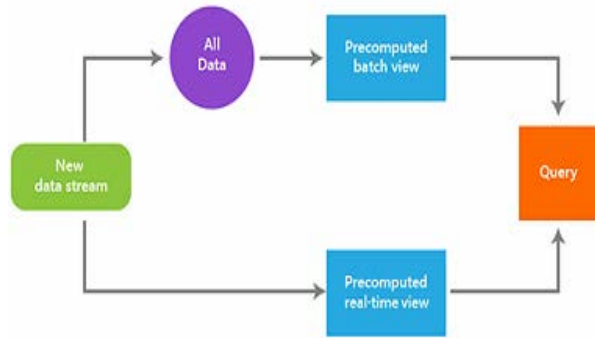 All
Data
Precomputed
batch view
New
data stream
Query
Precomputed
real-time view